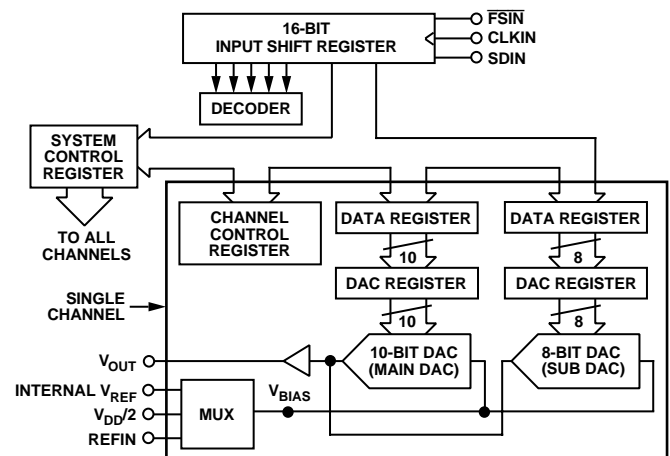 16-BIT
INPUT SHIFT REGISTER
FSIN
CLKIN
SDIN
DECODER
SYSTEM
CONTROL
REGISTER
TO ALL
CHANNELS
CHANNEL
CONTROL
REGISTER
DATA REGISTER
DATA REGISTER
10
8
DAC REGISTER
DAC REGISTER
10
8
SINGLE
CHANNEL
10-BIT DAC
(MAIN DAC)
8-BIT DAC
(SUB DAC)
VOUT
INTERNAL VREF
VDD/2
REFIN
MUX
VBIAS